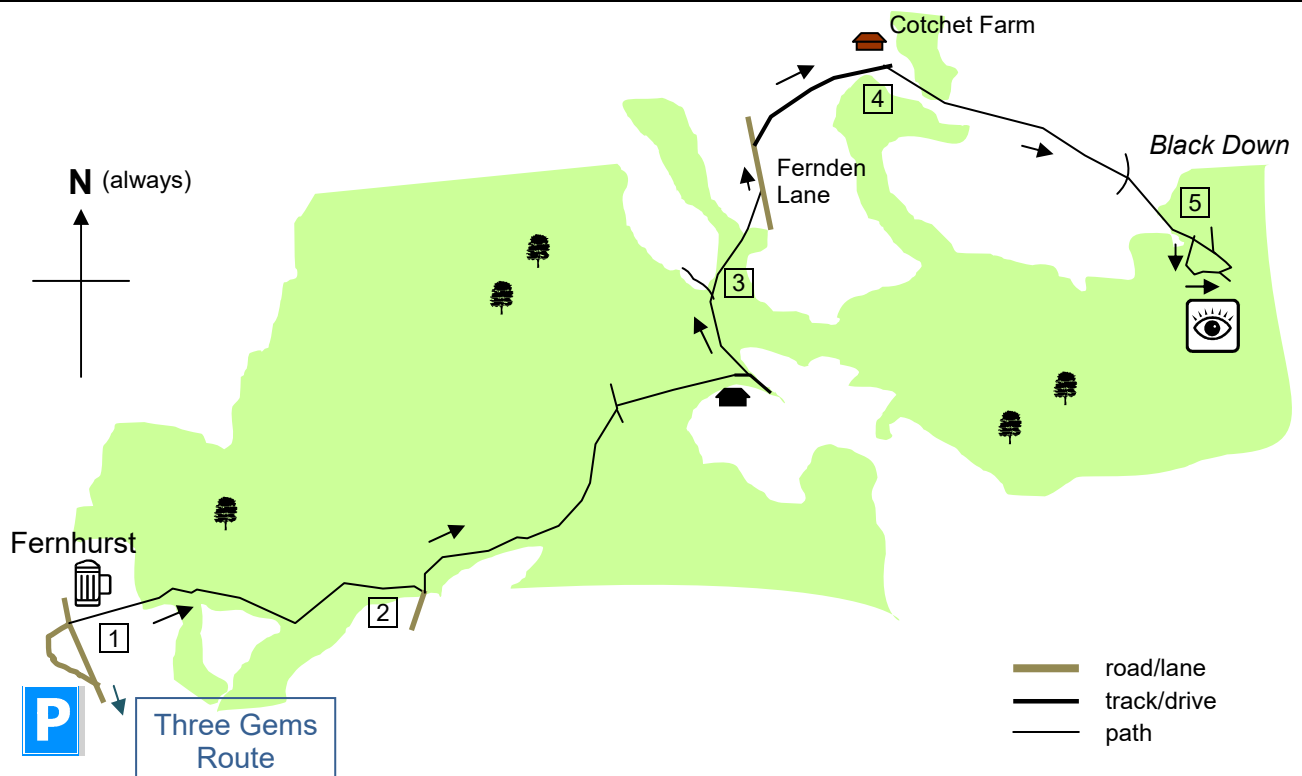 Cotchet Farm
4
Black Down
N (always)
Fernden
Lane
5
3
Fernhurst
2
1
P
Three Gems
Route
road/lane
track/drive
path